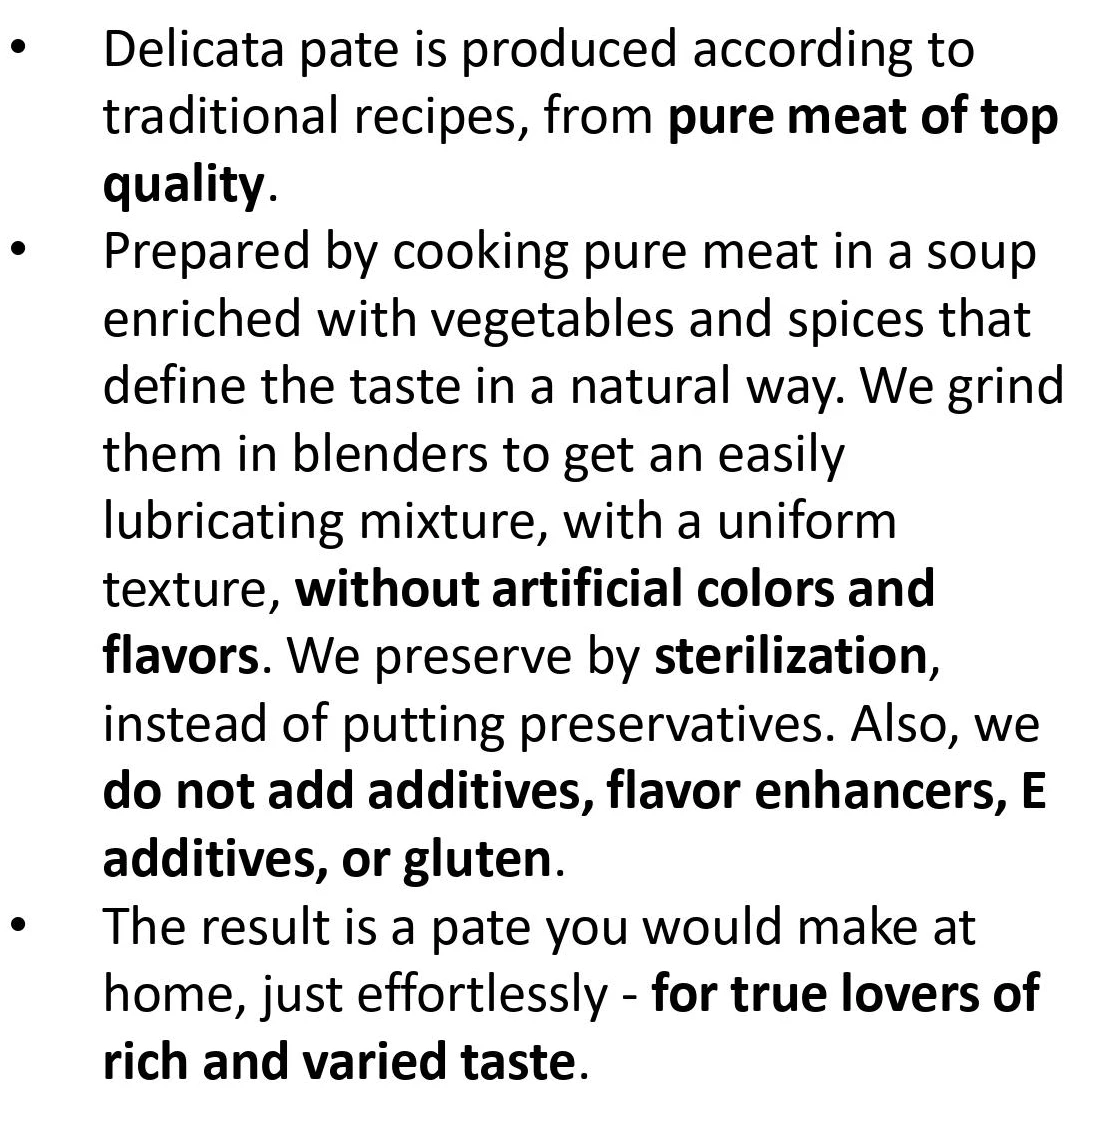 • Delicata pate is produced according to
traditional recipes, from pure meat of top
quality.
• Prepared by cooking pure meat in a soup
enriched with vegetables and spices that
define the taste in a natural way. We grind
them in blenders to get an easily
lubricating mixture, with a uniform
texture, without artificial colors and
flavors. We preserve by sterilization,
instead of putting preservatives. Also, we
do not add additives, flavor enhancers, E
additives, or gluten.
• The result is a pate you would make at
home, just effortlessly - for true lovers of
rich and varied taste.